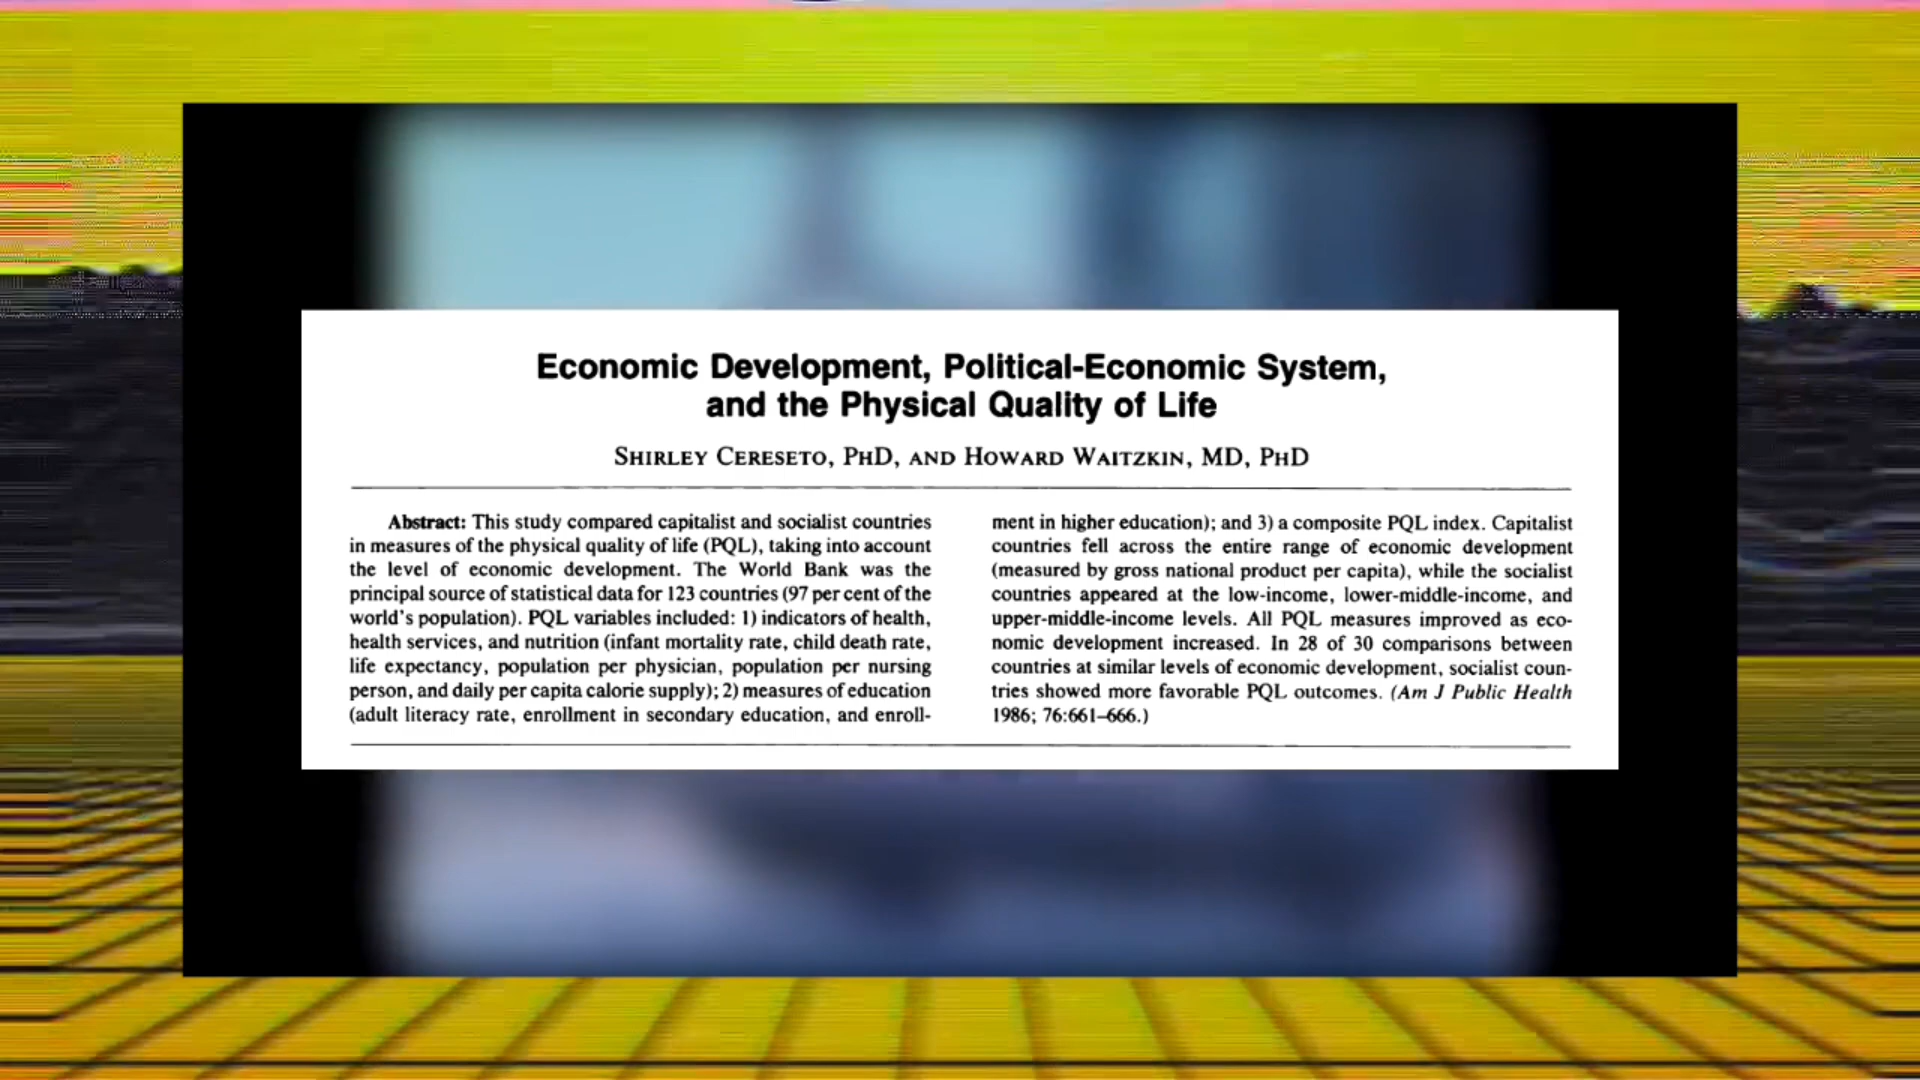 Economic Development, Political-Economic System,
and the Physical Quality of Life
SHIRLEY CERESETO, PHD, AND HOWARD WAITZKIN, MD, PHD
Abstract: This study compared capitalist and socialist countries
in measures of the physical quality of life (PQL), taking into account
the level of economic development. The World Bank was the
principal source of statistical data for 123 countries (97 per cent of the
world's population). PQL variables included: 1) indicators of health,
health services, and nutrition (infant mortality rate, child death rate,
life expectancy, population per physician, population per nursing
person, and daily per capita calorie supply); 2) measures of education
(adult literacy rate, enrollment in secondary education, and enroll-
ment in higher education); and 3) a composite PQL index. Capitalist
countries fell across the entire range of economic development
(measured by gross national product per capita), while the socialist
countries appeared at the low-income, lower-middle-income, and
upper-middle-income levels. All PQL measures improved as eco-
nomic development increased. In 28 of 30 comparisons between
countries at similar levels of economic development, socialist coun-
tries showed more favorable PQL outcomes. (Am J Public Health
1986; 76:661–666.)